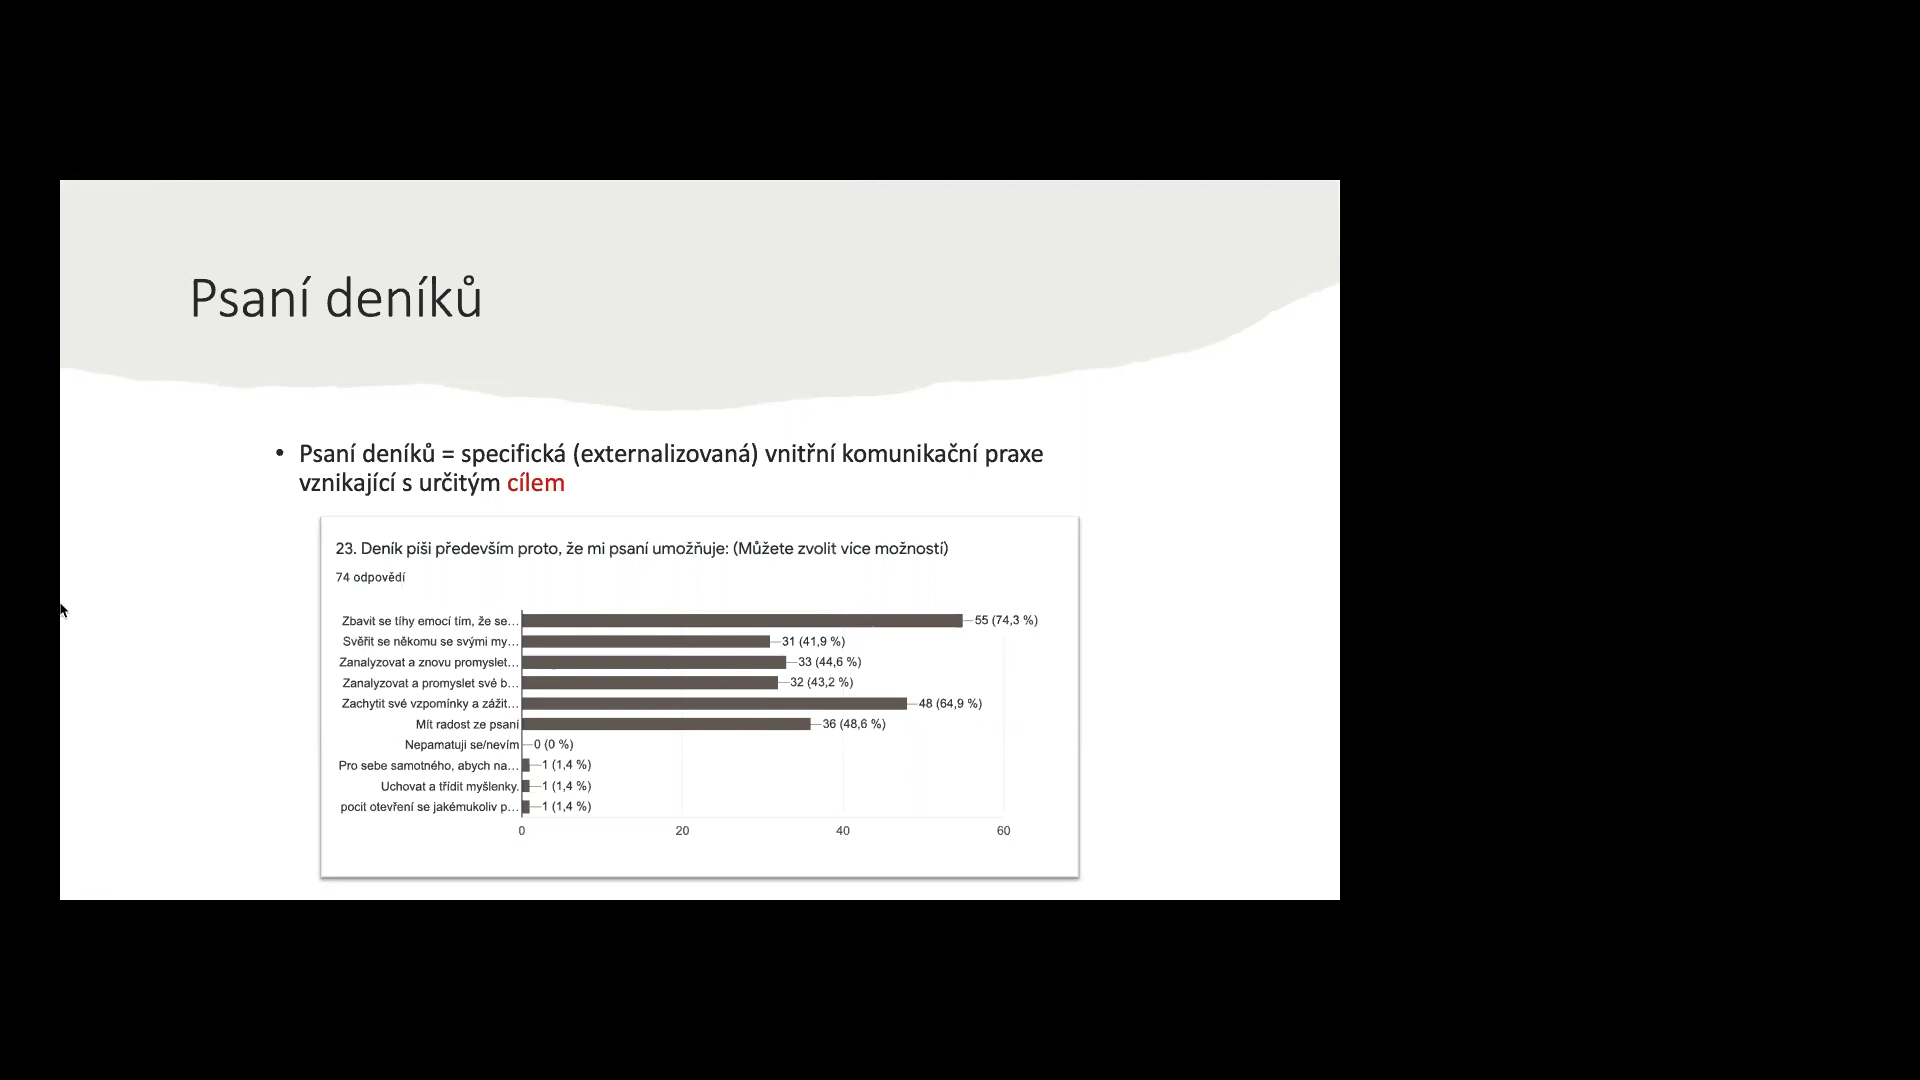 Psaní deníků
• Psaní deníků = specifická (externalizovaná) vnitřní komunikační praxe
vznikající s určitým cílem
23. Deník píši především proto, že mi psaní umožňuje: (Můžete zvolit více možností)
74 odpovědí
Zbavit se tíhy emocí tím, že se… 55 (74,3 %)
Svěřit se někomu se svými my… 31 (41,9 %)
Zanalyzovat a znovu promyslet… 33 (44,6 %)
Zanalyzovat a promyslet své b… 32 (43,2 %)
Zachytit své vzpomínky a zážit… 48 (64,9 %)
Mít radost ze psaní 36 (48,6 %)
Nepamatuji se/nevím 0 (0 %)
Pro sebe samotného, abych na… 1 (1,4 %)
Uchovat a třídit myšlenky. 1 (1,4 %)
pocit otevření se jakémukoliv p… 1 (1,4 %)
0 20 40 60